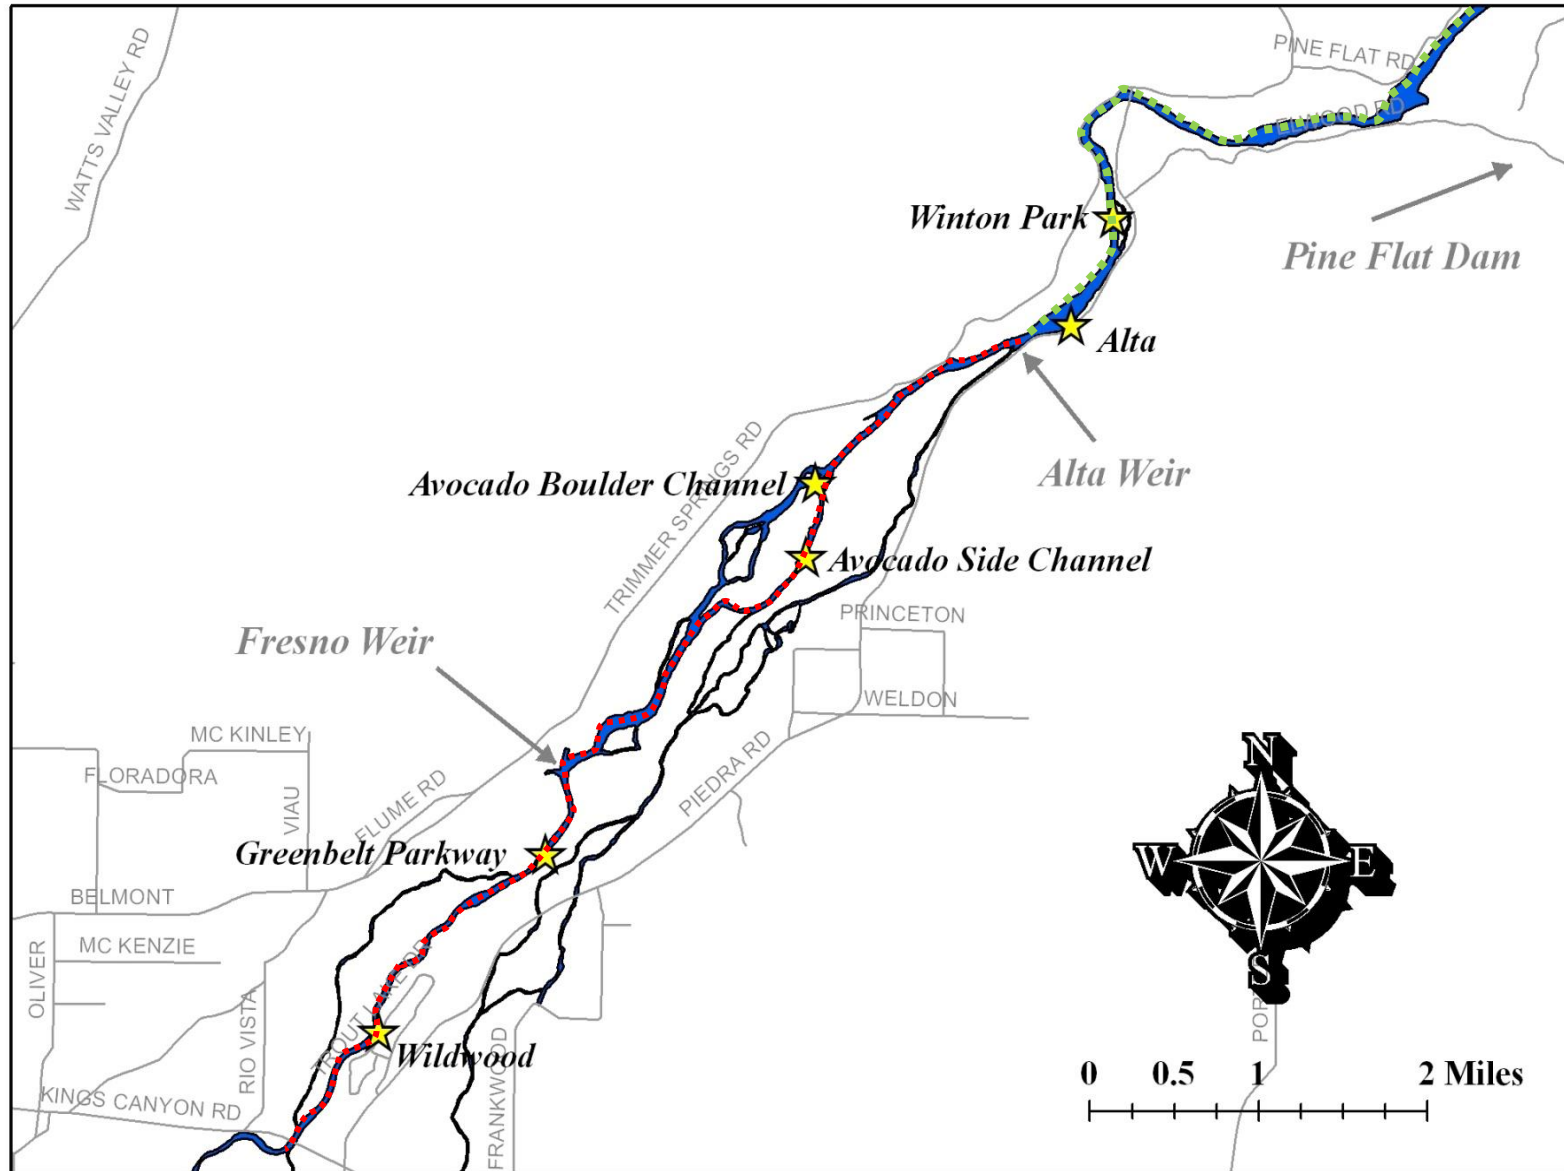 WATTS VALLEY RD
PINE FLAT RD
ELWOOD RD
Winton Park
Pine Flat Dam
Alta
Alta Weir
TRIMMER SPRINGS RD
Avocado Boulder Channel
Avocado Side Channel
PRINCETON
Fresno Weir
WELDON
MC KINLEY
FLORADORA
VIAU
FLUME RD
PIEDRA RD
Greenbelt Parkway
BELMONT
MC KENZIE
OLIVER
RIO VISTA
TROUT LAKE DR
Wildwood
FRANKWOOD
KINGS CANYON RD
N
W
E
S
0 0.5 1 2 Miles